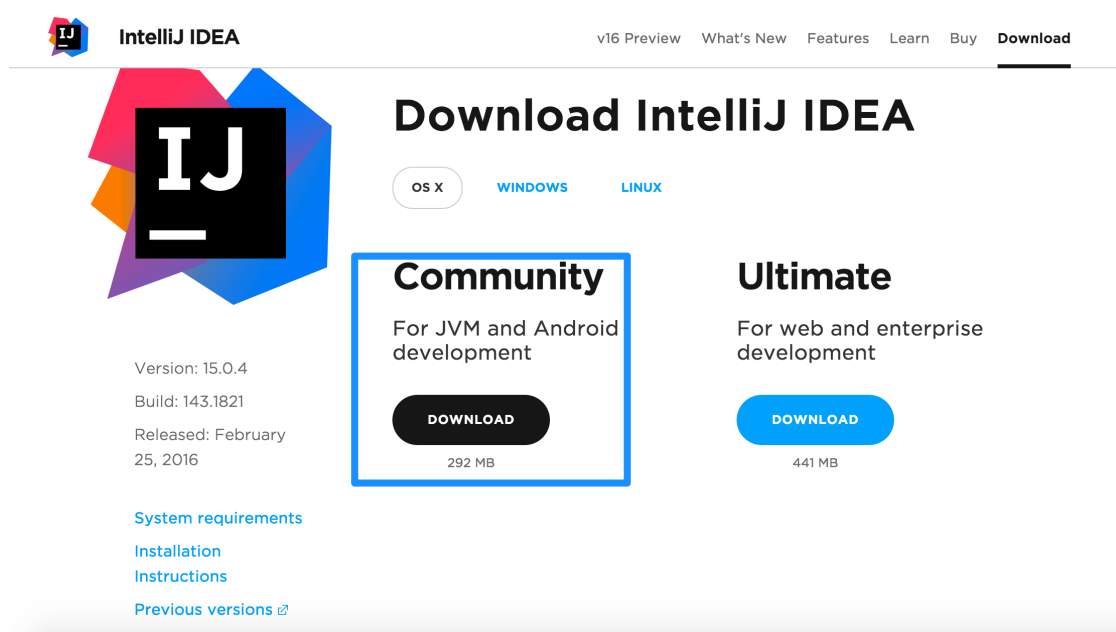 IJ
IntelliJ IDEA
v16 Preview What's New Features Learn Buy Download
IJ
Download IntelliJ IDEA
OS X WINDOWS LINUX
Community
For JVM and Android
development
DOWNLOAD
292 MB
Ultimate
For web and enterprise
development
DOWNLOAD
441 MB
Version: 15.0.4
Build: 143.1821
Released: February
25, 2016
System requirements
Installation
Instructions
Previous versions